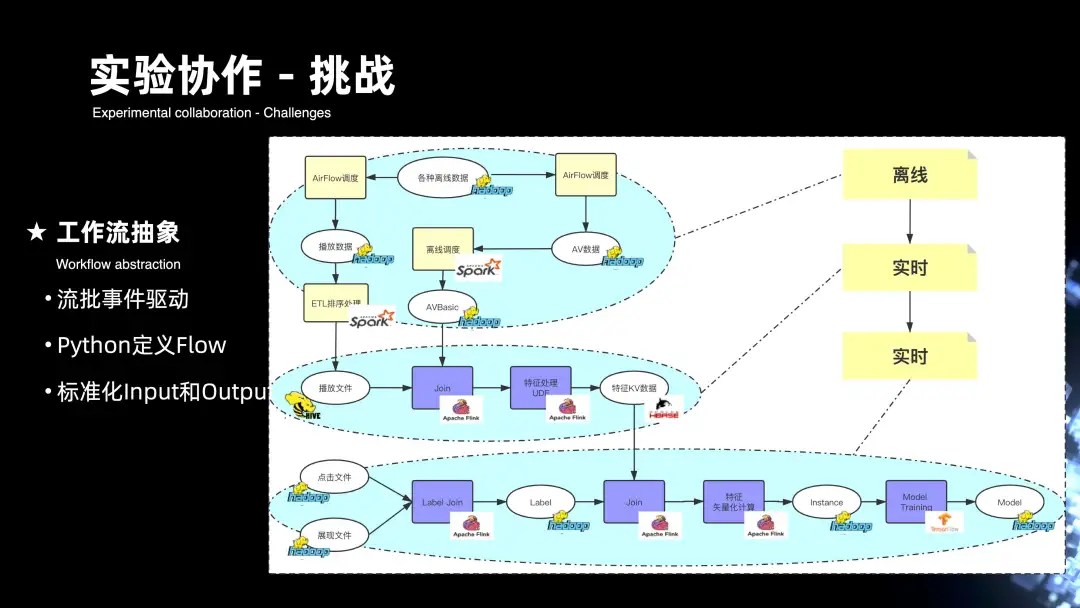 实验协作 - 挑战
Experimental collaboration - Challenges
★ 工作流抽象
Workflow abstraction
• 流批事件驱动
• Python定义Flow
• 标准化Input和Outpu
AirFlow调度
各种离线数据
hadoop
AirFlow调度
离线
播放数据
hadoop
离线调度
APACHE Spark
AV数据
hadoop
实时
ETL排序处理
APACHE Spark
AVBasic
hadoop
实时
播放文件
HIVE
Join
Apache Flink
特征处理
UDF
Apache Flink
特征KV数据
HBASE
点击文件
hadoop
展现文件
hadoop
Label-Join
Apache Flink
Label
hadoop
Join
Apache Flink
特征
矢量化计算
Apache Flink
Instance
hadoop
Model
Training
TensorFlow
Model
hadoop